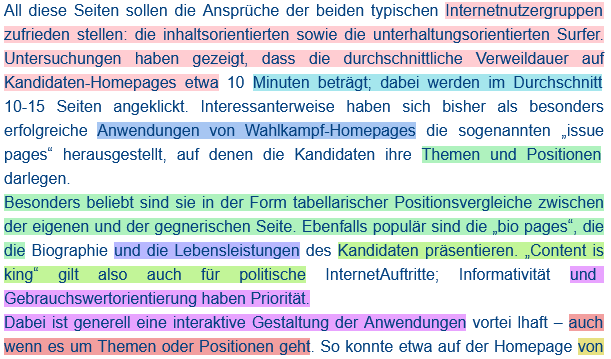 All diese Seiten sollen die Ansprüche der beiden typischen Internetnutzergruppen
zufrieden stellen: die inhaltsorientierten sowie die unterhaltungsorientierten Surfer.
Untersuchungen haben gezeigt, dass die durchschnittliche Verweildauer auf
Kandidaten-Homepages etwa 10 Minuten beträgt; dabei werden im Durchschnitt
10-15 Seiten angeklickt. Interessanterweise haben sich bisher als besonders
erfolgreiche Anwendungen von Wahlkampf-Homepages die sogenannten „issue
pages“ herausgestellt, auf denen die Kandidaten ihre Themen und Positionen
darlegen.
Besonders beliebt sind sie in der Form tabellarischer Positionsvergleiche zwischen
der eigenen und der gegnerischen Seite. Ebenfalls populär sind die „bio pages“, die
die Biographie und die Lebensleistungen des Kandidaten präsentieren. „Content is
king“ gilt also auch für politische InternetAuftritte; Informativität und
Gebrauchswertorientierung haben Priorität.
Dabei ist generell eine interaktive Gestaltung der Anwendungen vortei lhaft – auch
wenn es um Themen oder Positionen geht. So konnte etwa auf der Homepage von